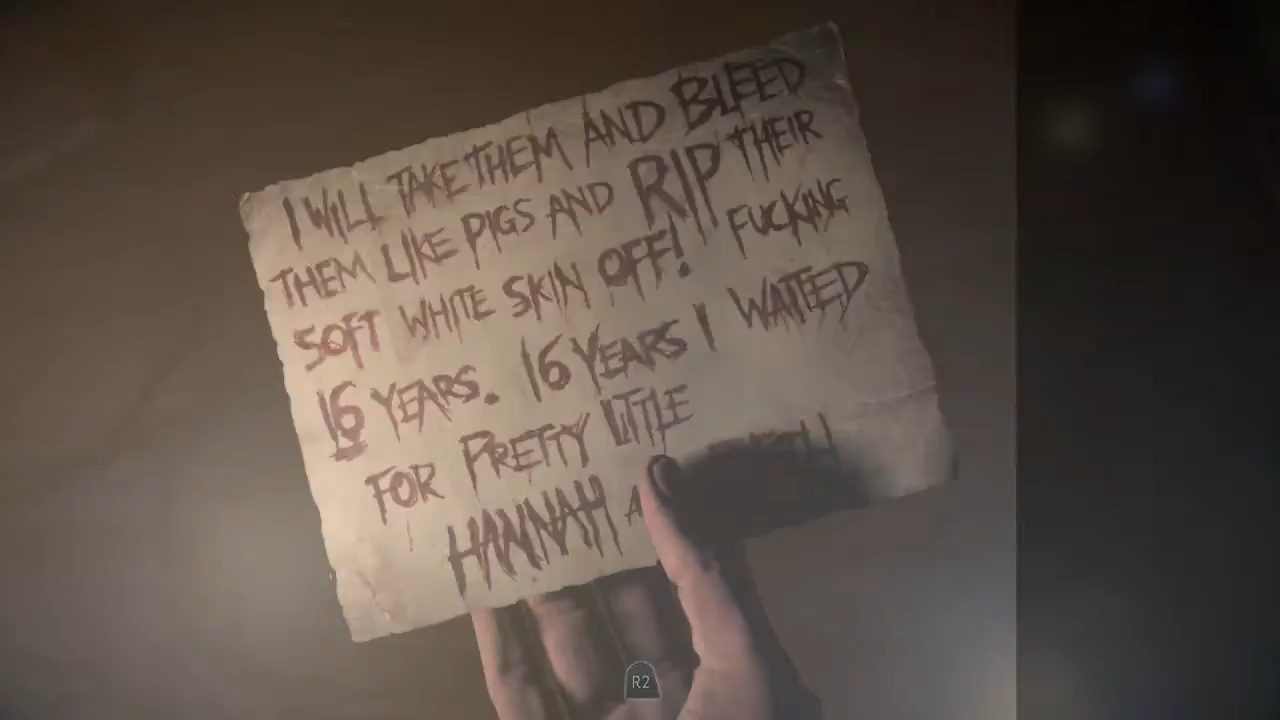 I WILL TAKE THEM AND BLEED
THEM LIKE PIGS AND RIP THEIR
SOFT WHITE SKIN OFF! FUCKING
16 YEARS. 16 YEARS I WAITED
FOR PRETTY LITTLE
HANNAH
R2